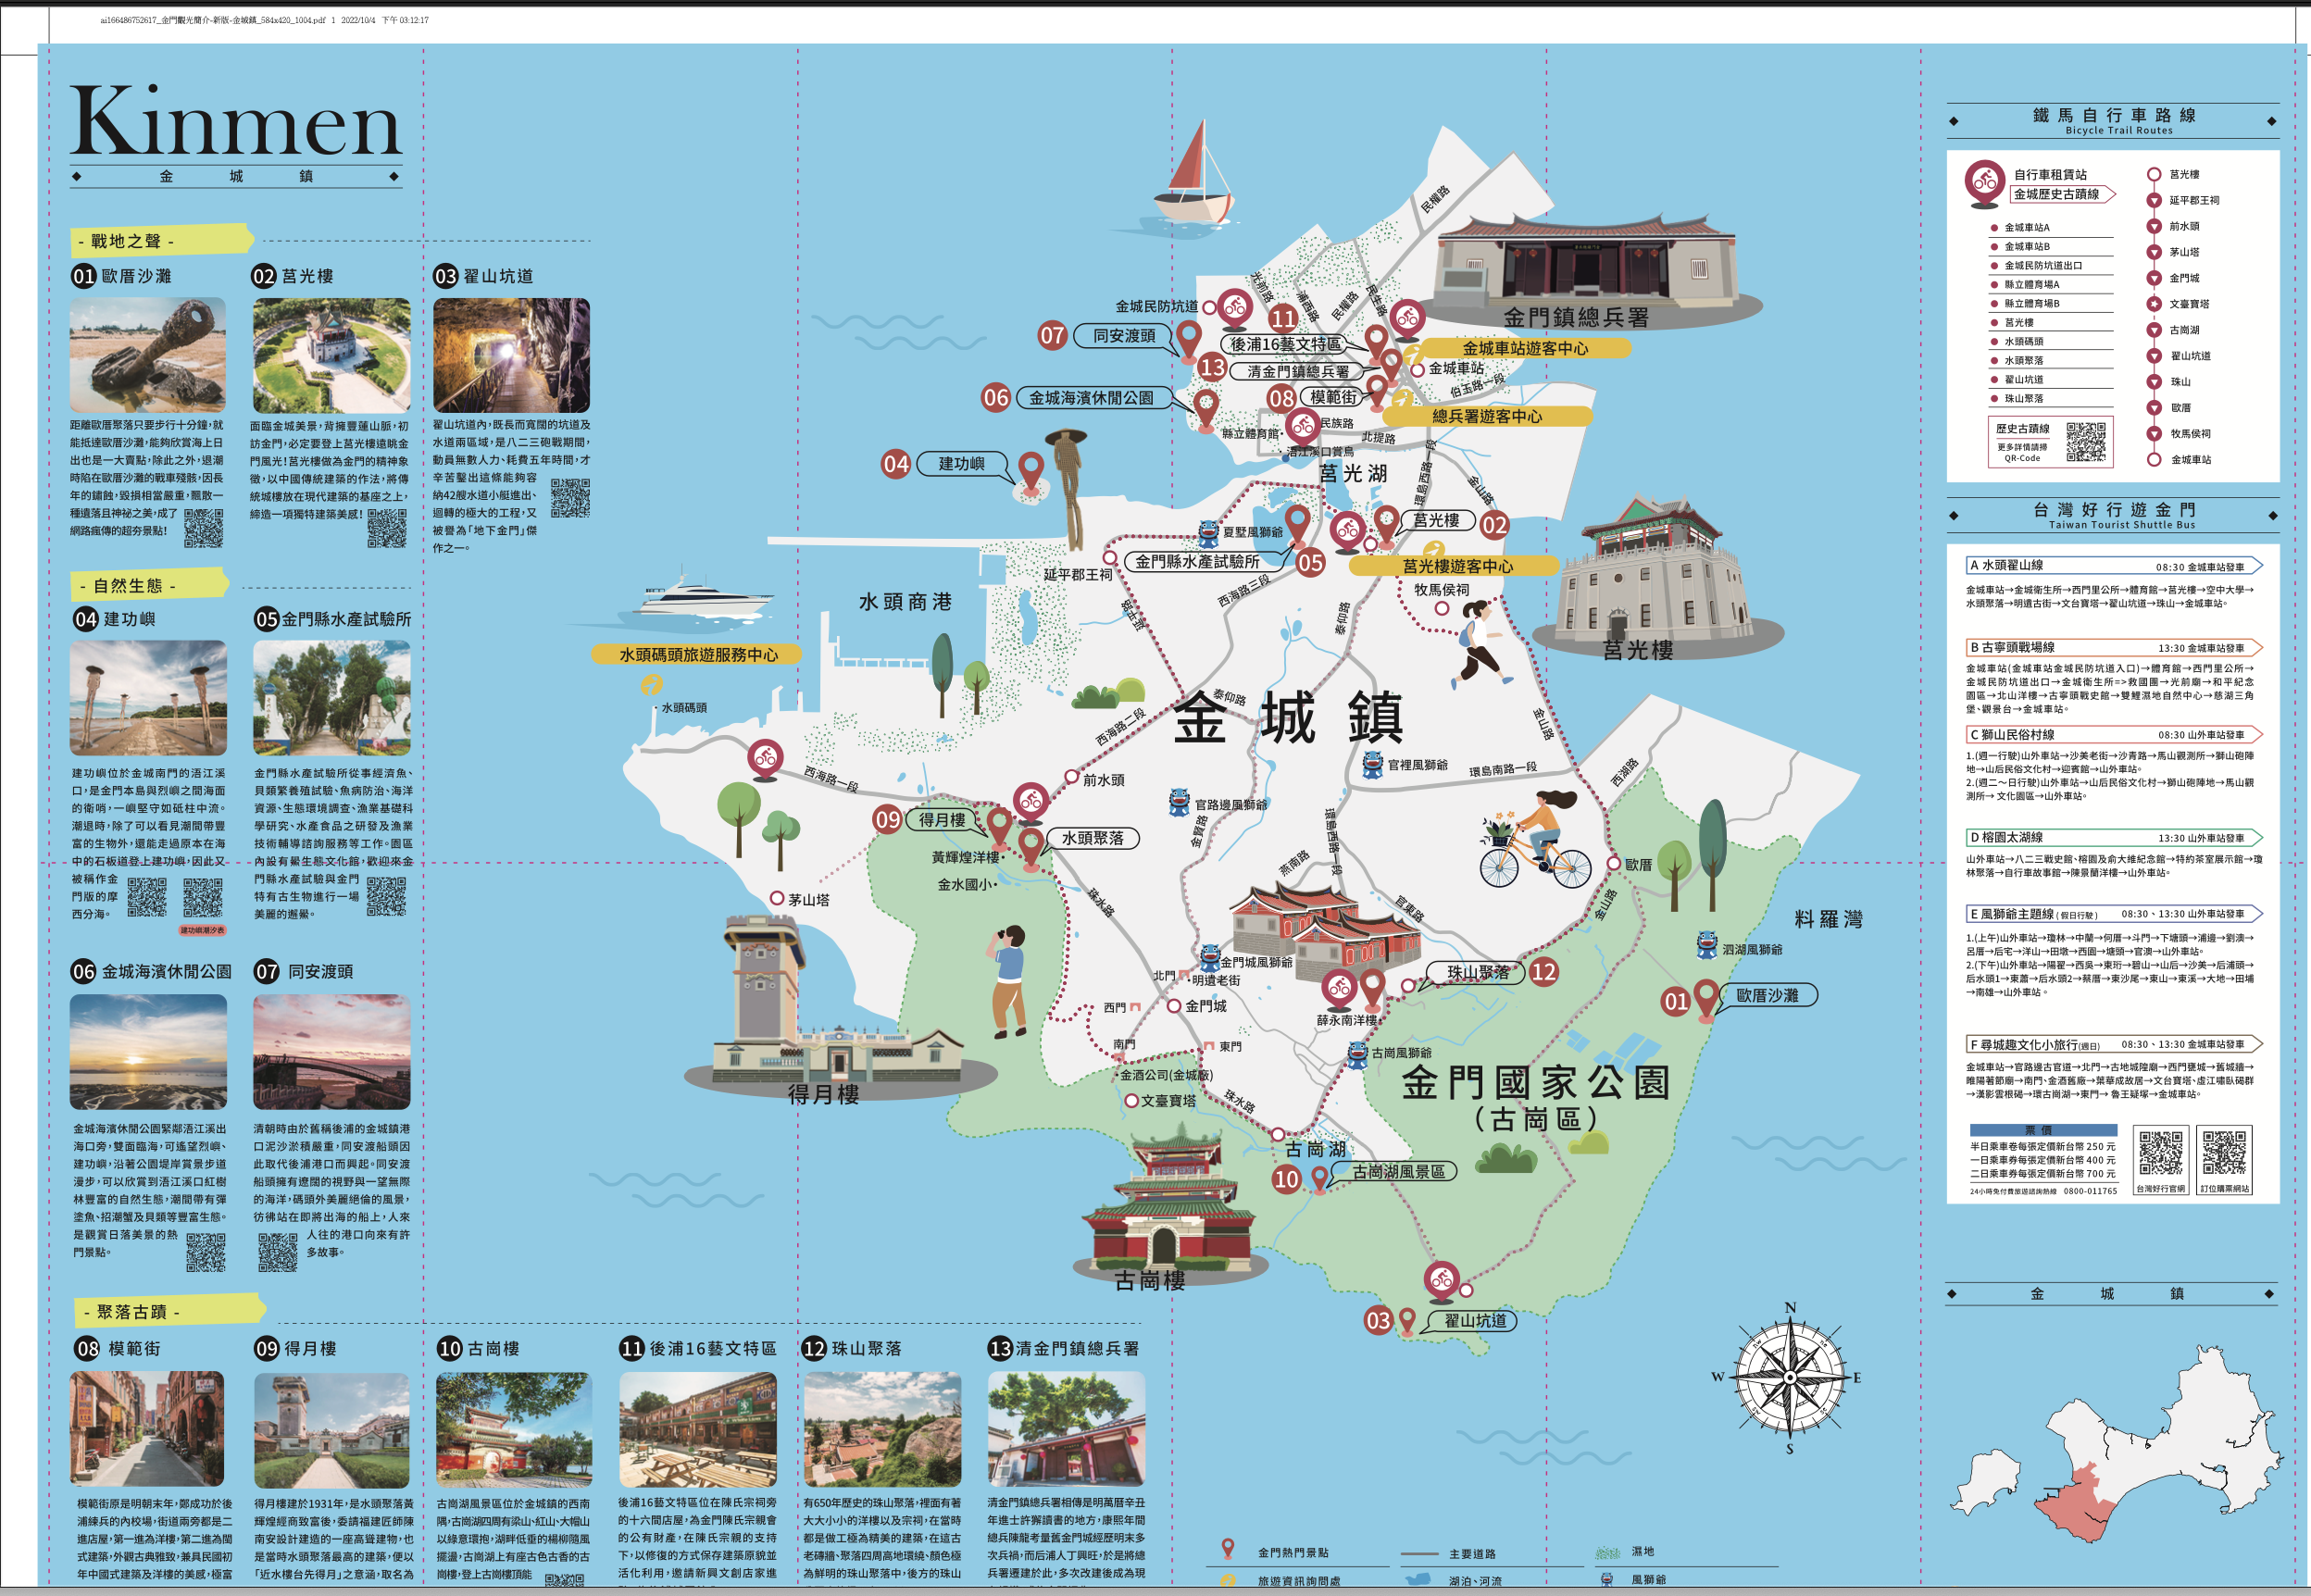 ai166486752617_金門觀光簡介-新版-金城鎮_584x420_1004.pdf 1 2022/10/4 下午 03:12:17
Kinmen
金 城 鎮
- 戰地之聲 -
01 歐厝沙灘
距離歐厝聚落只要步行十分鐘,就
能抵達歐厝沙灘,能夠欣賞海上日
出也是一大賣點,除此之外,退潮
時陷在歐厝沙灘的戰車殘骸,因長
年的鏽蝕,毀損相當嚴重,飄散一
種遺落且神祕之美,成了
網路瘋傳的超夯景點!
02 莒光樓
面臨金城美景,背擁豐蓮山脈,初
訪金門,必定要登上莒光樓遠眺金
門風光!莒光樓做為金門的精神象
徵,以中國傳統建築的作法,將傳
統城樓放在現代建築的基座之上,
締造一項獨特建築美感!
03 翟山坑道
翟山坑道內,既長而寬闊的坑道及
水道兩區域,是八二三砲戰期間,
動員無數人力、耗費五年時間,才
辛苦鑿出這條能夠容
納42艘水道小艇進出、
迴轉的極大的工程,又
被譽為「地下金門」傑
作之一。
- 自然生態 -
04 建功嶼
建功嶼位於金城南門的浯江溪
口,是金門本島與烈嶼之間海面
的衛哨,一嶼堅守如砥柱中流。
潮退時,除了可以看見潮間帶豐
富的生物外,還能走過原本在海
中的石板道登上建功嶼,因此又
被稱作金
門版的摩
西分海。
建功嶼潮汐表
05 金門縣水產試驗所
金門縣水產試驗所從事經濟魚、
貝類繁養殖試驗、魚病防治、海洋
資源、生態環境調查、漁業基礎科
學研究、水產食品之研發及漁業
技術輔導諮詢服務等工作。園區
內設有鱟生態文化館,歡迎來金
門縣水產試驗與金門
特有古生物進行一場
美麗的邂鱟。
06 金城海濱休閒公園
金城海濱休閒公園緊鄰浯江溪出
海口旁,雙面臨海,可遙望烈嶼、
建功嶼,沿著公園堤岸賞景步道
漫步,可以欣賞到浯江溪口紅樹
林豐富的自然生態,潮間帶有彈
塗魚、招潮蟹及貝類等豐富生態。
是觀賞日落美景的熱
門景點。
07 同安渡頭
清朝時由於舊稱後浦的金城鎮港
口泥沙淤積嚴重,同安渡船頭因
此取代後浦港口而興起。同安渡
船頭擁有遼闊的視野與一望無際
的海洋,碼頭外美麗絕倫的風景,
彷彿站在即將出海的船上,人來
人往的港口向來有許
多故事。
- 聚落古蹟 -
08 模範街
模範街原是明朝末年,鄭成功於後
浦練兵的內校場,街道兩旁都是二
進店屋,第一進為洋樓,第二進為閩
式建築,外觀古典雅致,兼具民國初
年中國式建築及洋樓的美感,極富
09 得月樓
得月樓建於1931年,是水頭聚落黃
輝煌經商致富後,委請福建匠師陳
南安設計建造的一座高聳建物,也
是當時水頭聚落最高的建築,便以
「近水樓台先得月」之意涵,取名為
10 古崗樓
古崗湖風景區位於金城鎮的西南
隅,古崗湖四周有梁山、紅山、大帽山
以綠意環抱,湖畔低垂的楊柳隨風
擺盪,古崗湖上有座古色古香的古
崗樓,登上古崗樓頂能
11 後浦16藝文特區
後浦16藝文特區位在陳氏宗祠旁
的十六間店屋,為金門陳氏宗親會
的公有財產,在陳氏宗親的支持
下,以修復的方式保存建築原貌並
活化利用,邀請新興文創店家進
12 珠山聚落
有650年歷史的珠山聚落,裡面有著
大大小小的洋樓以及宗祠,在當時
都是做工極為精美的建築,在這古
老磚牆、聚落四周高地環繞、顏色極
為鮮明的珠山聚落中,後方的珠山
13 清金門鎮總兵署
清金門鎮總兵署相傳是明萬曆辛丑
年進士許獬讀書的地方,康熙年間
總兵陳龍考量舊金門城經歷明末多
次兵禍,而后浦人丁興旺,於是將總
兵署遷建於此,多次改建後成為現
民權路
金門鎮總兵署
金城民防坑道
光前路
浦西路
民權路
民生路
11
後浦16藝文特區
07 同安渡頭
13 清金門鎮總兵署
金城車站遊客中心
金城車站
伯玉路一段
06 金城海濱休閒公園
08 模範街
總兵署遊客中心
縣立體育館
民族路
北提路
浯江溪口賞鳥
莒光湖
環島西路一段
金山路
04 建功嶼
夏墅風獅爺
莒光樓 02
金門縣水產試驗所 05
莒光樓遊客中心
延平郡王祠
牧馬侯祠
莒光樓
西海路三段
泰仰路
水頭商港
水頭碼頭旅遊服務中心
水頭碼頭
金城鎮
泰仰路
西海路二段
西海路一段
前水頭
官裡風獅爺
環島南路一段
金山路
西湖路
官路邊風獅爺
金賢路
環島西路一段
09 得月樓
水頭聚落
黃輝煌洋樓
金水國小
茅山塔
珠水路
燕南路
官東路
歐厝
金山路
料羅灣
泗湖風獅爺
金門城風獅爺
北門
明遺老街
西門
金門城
珠山聚落 12
01 歐厝沙灘
薛永南洋樓
南門
東門
古崗風獅爺
金酒公司(金城廠)
得月樓
文臺寶塔
珠水路
金門國家公園
(古崗區)
古崗湖
10 古崗湖風景區
古崗樓
03 翟山坑道
N
W
E
S
金門熱門景點
主要道路
濕地
旅遊資訊詢問處
湖泊、河流
風獅爺
鐵馬自行車路線
Bicycle Trail Routes
自行車租賃站
金城歷史古蹟線
金城車站A
金城車站B
金城民防坑道出口
縣立體育場A
縣立體育場B
莒光樓
水頭碼頭
水頭聚落
翟山坑道
珠山聚落
歷史古蹟線
更多詳情請掃
QR-Code
莒光樓
延平郡王祠
前水頭
茅山塔
金門城
文臺寶塔
古崗湖
翟山坑道
珠山
歐厝
牧馬侯祠
金城車站
台灣好行遊金門
Taiwan Tourist Shuttle Bus
A 水頭翟山線 08:30 金城車站發車
金城車站→金城衛生所→西門里公所→體育館→莒光樓→空中大學→
水頭聚落→明遺古街→文台寶塔→翟山坑道→珠山→金城車站。
B 古寧頭戰場線 13:30 金城車站發車
金城車站(金城車站金城民防坑道入口)→體育館→西門里公所→
金城民防坑道出口→金城衛生所=>救國團→光前廟→和平紀念
園區→北山洋樓→古寧頭戰史館→雙鯉濕地自然中心→慈湖三角
堡、觀景台→金城車站。
C 獅山民俗村線 08:30 山外車站發車
1.(週一行駛)山外車站→沙美老街→沙青路→馬山觀測所→獅山砲陣
地→山后民俗文化村→迎賓館→山外車站。
2.(週二～日行駛)山外車站→山后民俗文化村→獅山砲陣地→馬山觀
測所→ 文化園區→山外車站。
D 榕園太湖線 13:30 山外車站發車
山外車站→八二三戰史館、榕園及俞大維紀念館→特約茶室展示館→瓊
林聚落→自行車故事館→陳景蘭洋樓→山外車站。
E 風獅爺主題線(假日行駛) 08:30、13:30 山外車站發車
1.(上午)山外車站→瓊林→中蘭→何厝→斗門→下塘頭→浦邊→劉澳→
呂厝→后宅→洋山→田墩→西園→塘頭→官澳→山外車站。
2.(下午)山外車站→陽翟→西吳→東珩→碧山→山后→沙美→后浦頭→
后水頭1→東蕭→后水頭2→蔡厝→東沙尾→東山→東溪→大地→田埔
→南雄→山外車站。
F 尋城趣文化小旅行(週日) 08:30、13:30 金城車站發車
金城車站→官路邊古官道→北門→古地城隍廟→西門甕城→舊城牆→
睢陽著節廟→南門、金酒舊廠→葉華成故居→文台寶塔、虛江嘯臥碣群
→漢影雲根碣→環古崗湖→東門→ 魯王疑塚→金城車站。
票價
半日乘車卷每張定價新台幣 250 元
一日乘車券每張定價新台幣 400 元
二日乘車券每張定價新台幣 700 元
24小時免付費旅遊諮詢熱線 0800-011765
台灣好行官網
訂位購票網站
金 城 鎮